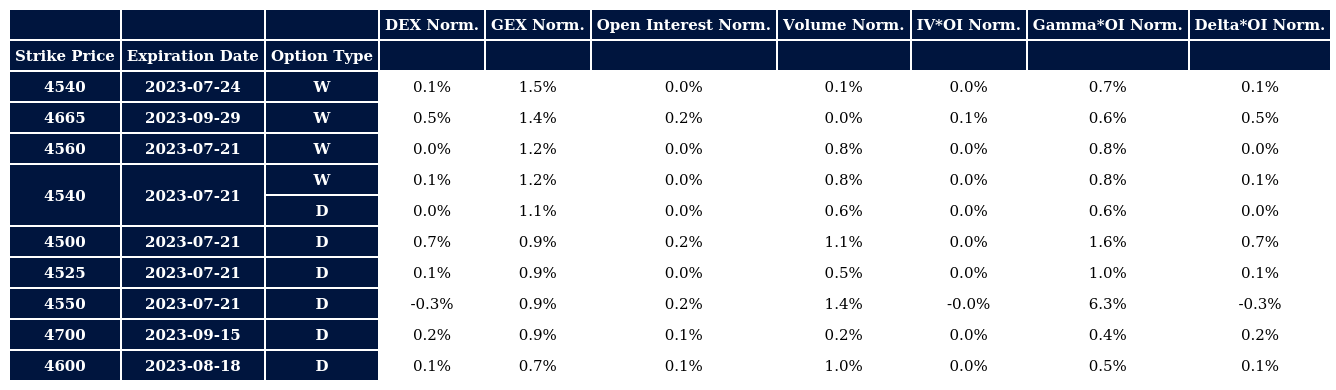 DEX Norm. GEX Norm. Open Interest Norm. Volume Norm. IV*OI Norm. Gamma*OI Norm. Delta*OI Norm.
Strike Price Expiration Date Option Type
4540 2023-07-24 W 0.1% 1.5% 0.0% 0.1% 0.0% 0.7% 0.1%
4665 2023-09-29 W 0.5% 1.4% 0.2% 0.0% 0.1% 0.6% 0.5%
4560 2023-07-21 W 0.0% 1.2% 0.0% 0.8% 0.0% 0.8% 0.0%
4540 2023-07-21 W 0.1% 1.2% 0.0% 0.8% 0.0% 0.8% 0.1%
D 0.0% 1.1% 0.0% 0.6% 0.0% 0.6% 0.0%
4500 2023-07-21 D 0.7% 0.9% 0.2% 1.1% 0.0% 1.6% 0.7%
4525 2023-07-21 D 0.1% 0.9% 0.0% 0.5% 0.0% 1.0% 0.1%
4550 2023-07-21 D -0.3% 0.9% 0.2% 1.4% -0.0% 6.3% -0.3%
4700 2023-09-15 D 0.2% 0.9% 0.1% 0.2% 0.0% 0.4% 0.2%
4600 2023-08-18 D 0.1% 0.7% 0.1% 1.0% 0.0% 0.5% 0.1%